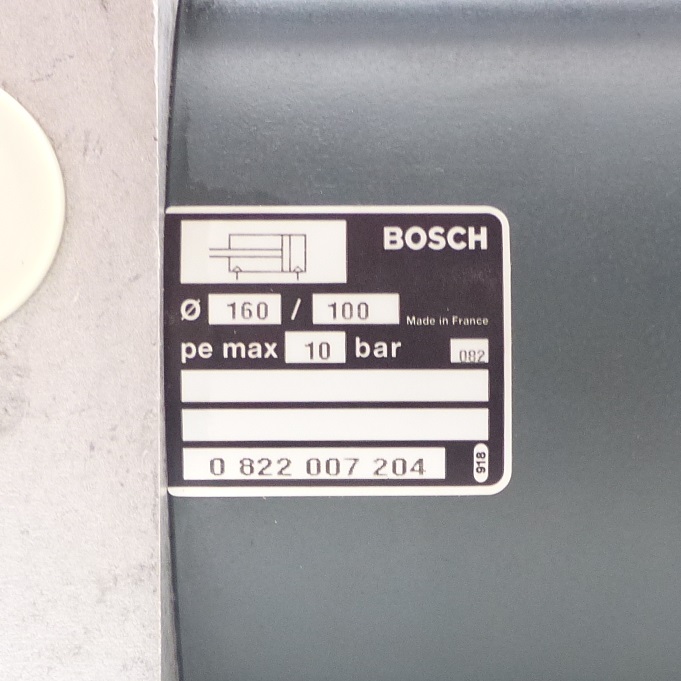 BOSCH
Ø 160 / 100
Made in France
pe max 10 bar
082
0 822 007 204
918